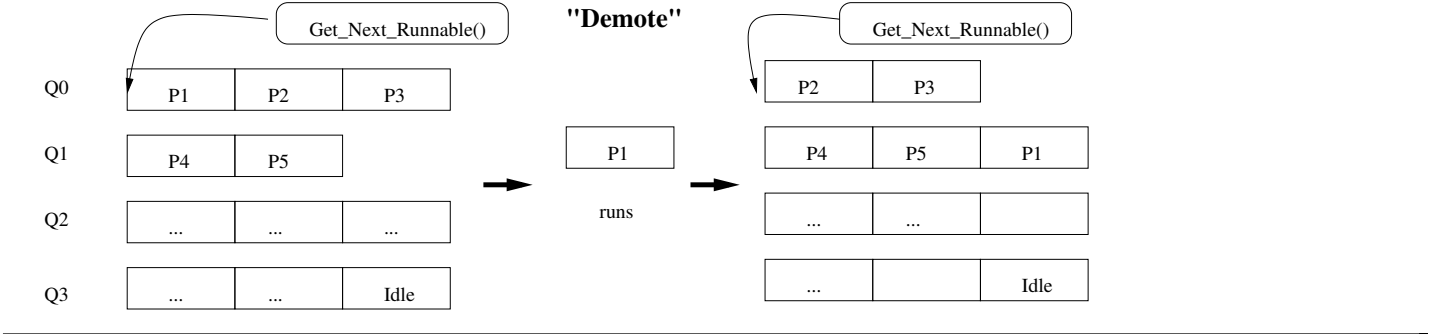 Get_Next_Runnable() "Demote" Get_Next_Runnable()
Q0 P1 P2 P3 P2 P3
Q1 P4 P5 P1 P4 P5 P1
runs
Q2 ... ... ... ... ...
Q3 ... ... Idle ... Idle